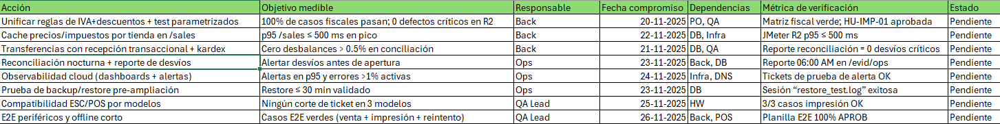 Acción Objetivo medible Responsable Fecha compromiso Dependencias Métrica de verificación Estado
Unificar reglas de IVA+descuentos + test parametrizados 100% de casos fiscales pasan; 0 defectos críticos en R2 Back 20-11-2025 PO, QA Matriz fiscal verde; HU-IMP-01 aprobada Pendiente
Cache precios/impuestos por tienda en /sales p95 /sales ≤ 500 ms en pico Back 22-11-2025 DB, Infra JMeter R2 p95 ≤ 500 ms Pendiente
Transferencias con recepción transaccional + kardex Cero desbalances > 0.5% en conciliación Back 21-11-2025 DB, QA Reporte reconciliación = 0 desvíos críticos Pendiente
Reconciliación nocturna + reporte de desvíos Alertar desvíos antes de apertura Ops 23-11-2025 Back, DB Reporte 06:00 AM en /evid/ops Pendiente
Observabilidad cloud (dashboards + alertas) Alertas en p95 y errores >1% activas Ops 24-11-2025 Infra, DNS Tickets de prueba de alerta OK Pendiente
Prueba de backup/restore pre-ampliación Restore ≤ 30 min validado Ops 23-11-2025 DB Sesión “restore_test.log” exitosa Pendiente
Compatibilidad ESC/POS por modelos Ningún corte de ticket en 3 modelos QA Lead 25-11-2025 HW 3/3 casos impresión OK Pendiente
E2E periféricos y offline corto Casos E2E verdes (venta + impresión + reintento) QA Lead 26-11-2025 Back, POS Planilla E2E 100% APROB Pendiente